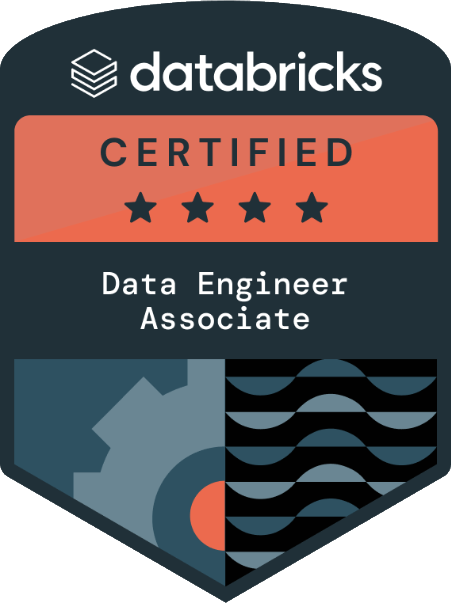 databricks
CERTIFIED
Data Engineer
Associate